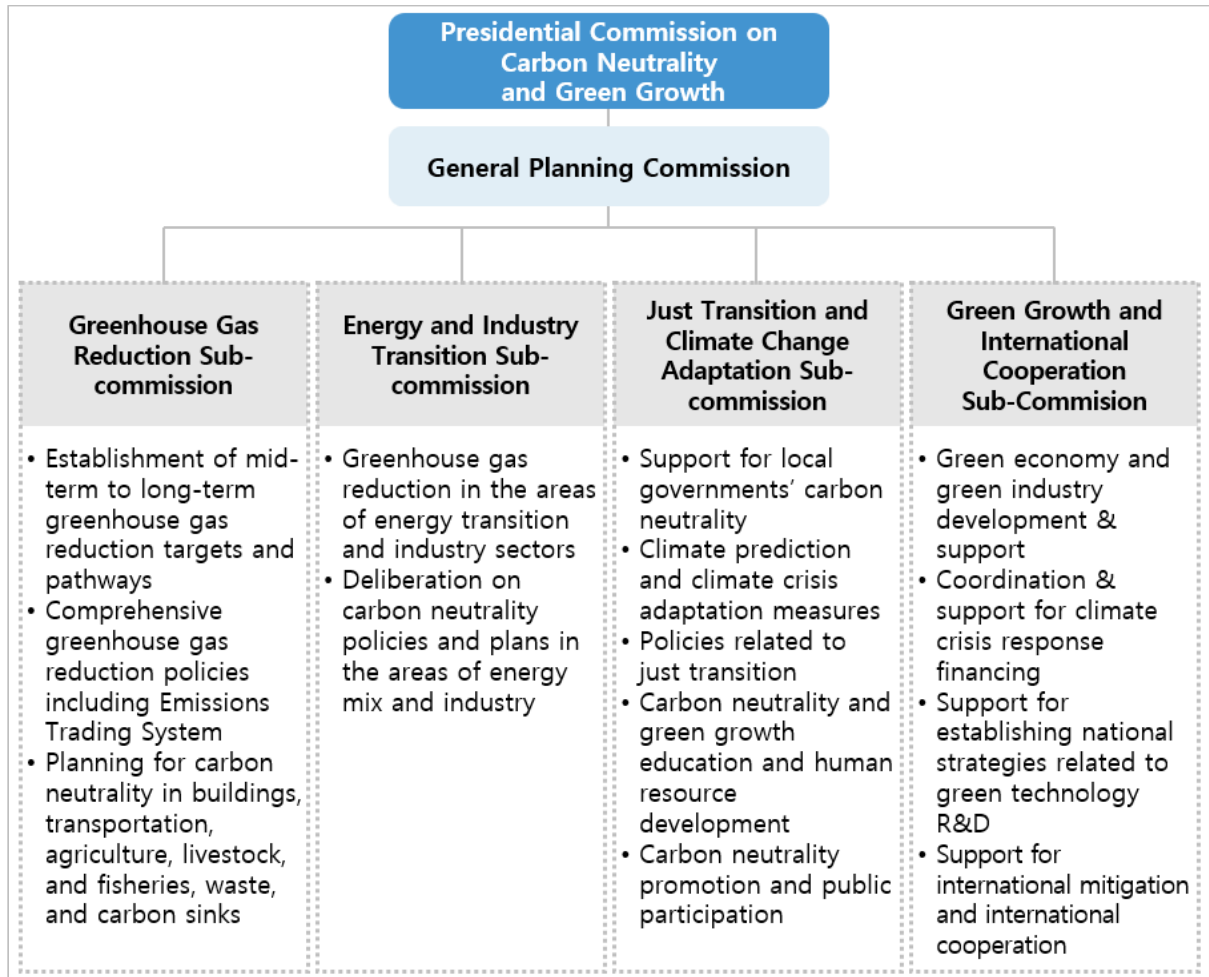 Presidential Commission on
Carbon Neutrality
and Green Growth
General Planning Commission
Greenhouse Gas
Reduction Sub-
commission
• Establishment of mid-
term to long-term
greenhouse gas
reduction targets and
pathways
• Comprehensive
greenhouse gas
reduction policies
including Emissions
Trading System
• Planning for carbon
neutrality in buildings,
transportation,
agriculture, livestock,
and fisheries, waste,
and carbon sinks
Energy and Industry
Transition Sub-
commission
• Greenhouse gas
reduction in the areas
of energy transition
and industry sectors
• Deliberation on
carbon neutrality
policies and plans in
the areas of energy
mix and industry
Just Transition and
Climate Change
Adaptation Sub-
commission
• Support for local
governments’ carbon
neutrality
• Climate prediction
and climate crisis
adaptation measures
• Policies related to
just transition
• Carbon neutrality and
green growth
education and human
resource
development
• Carbon neutrality
promotion and public
participation
Green Growth and
International
Cooperation
Sub-Commision
• Green economy and
green industry
development &
support
• Coordination &
support for climate
crisis response
financing
• Support for
establishing national
strategies related to
green technology
R&D
• Support for
international mitigation
and international
cooperation